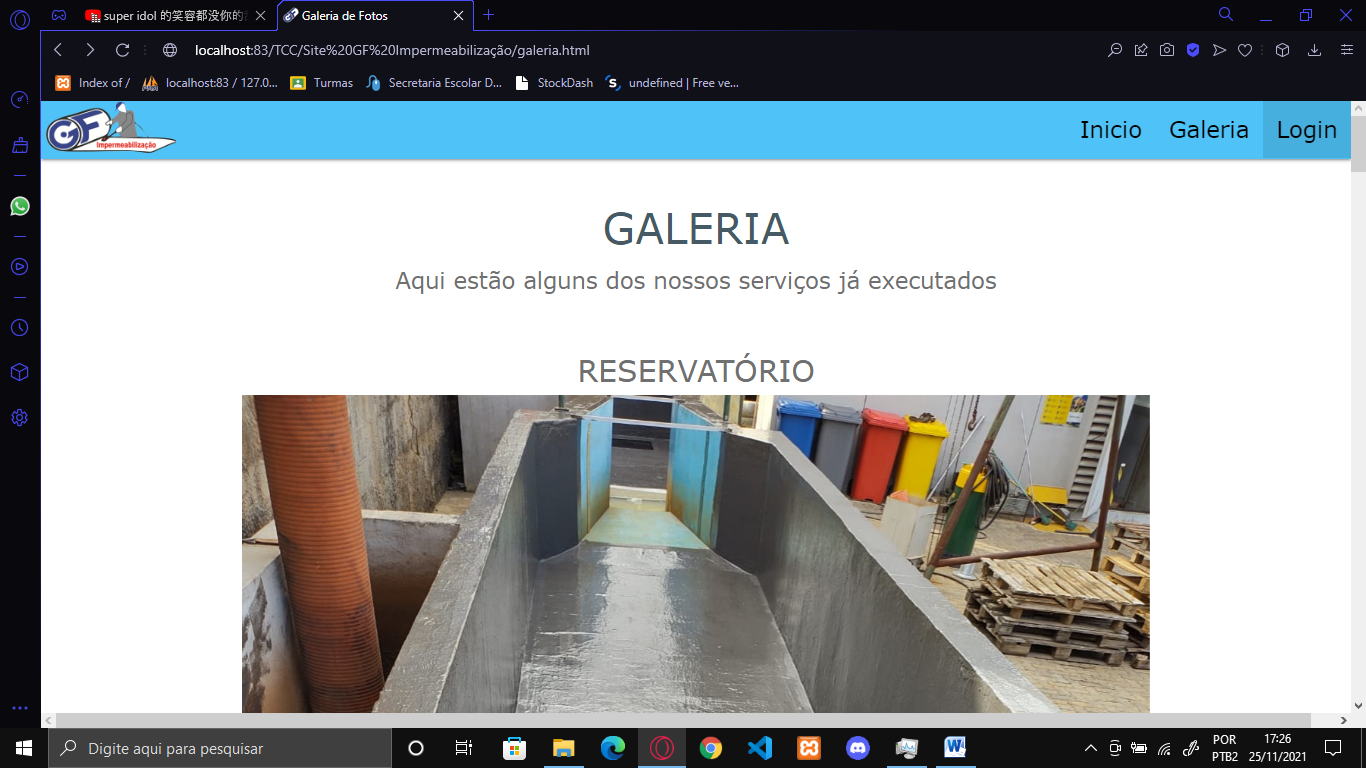 super idol 的笑容都没你的
Galeria de Fotos
localhost:83/TCC/Site%20GF%20Impermeabilização/galeria.html
Index of /
localhost:83 / 127.0...
Turmas
Secretaria Escolar D...
StockDash
undefined | Free ve...
GF
Impermeabilização
Inicio
Galeria
Login
GALERIA
Aqui estão alguns dos nossos serviços já executados
RESERVATÓRIO
Digite aqui para pesquisar
POR
PTB2
17:26
25/11/2021